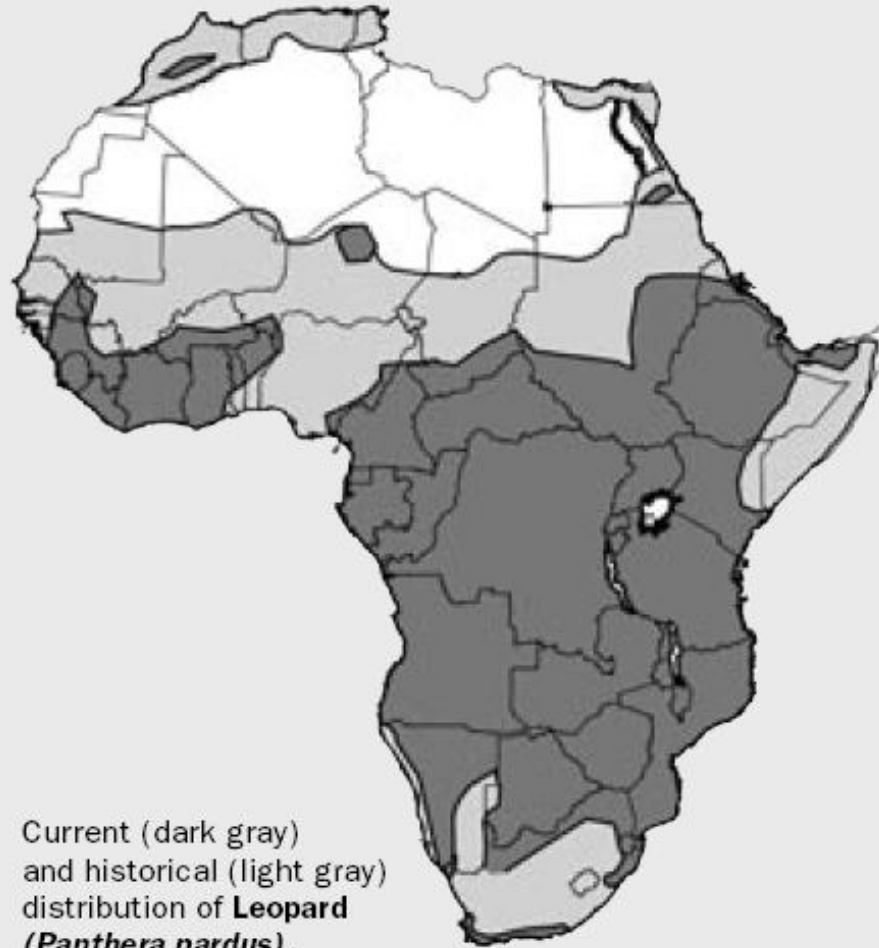 Current (dark gray)
and historical (light gray)
distribution of Leopard
(Panthera pardus)